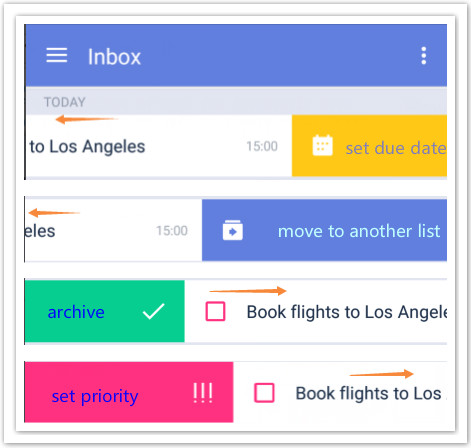 Inbox
TODAY
to Los Angeles 15:00 set due date
eles 15:00 move to another list
archive Book flights to Los Angele
set priority !!! Book flights to Los